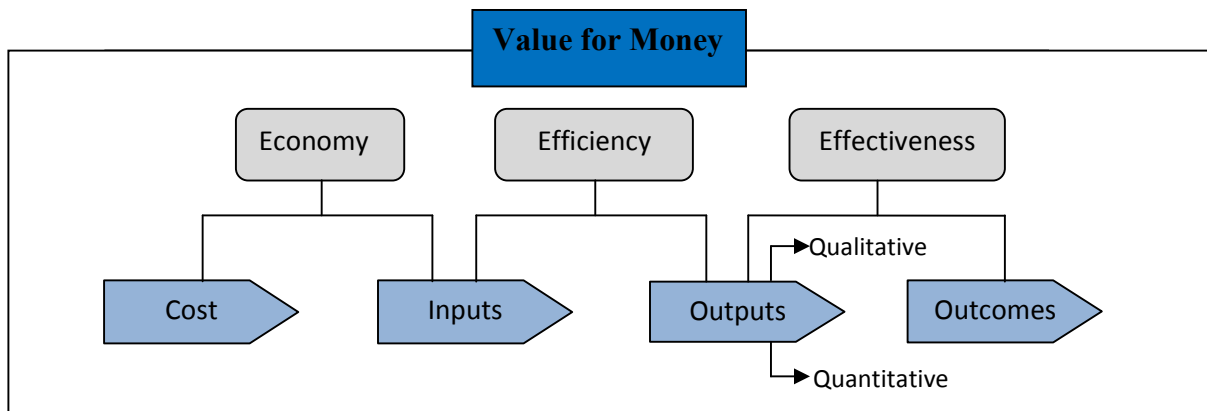 Value for Money
Economy
Efficiency
Effectiveness
Qualitative
Cost
Inputs
Outputs
Outcomes
Quantitative